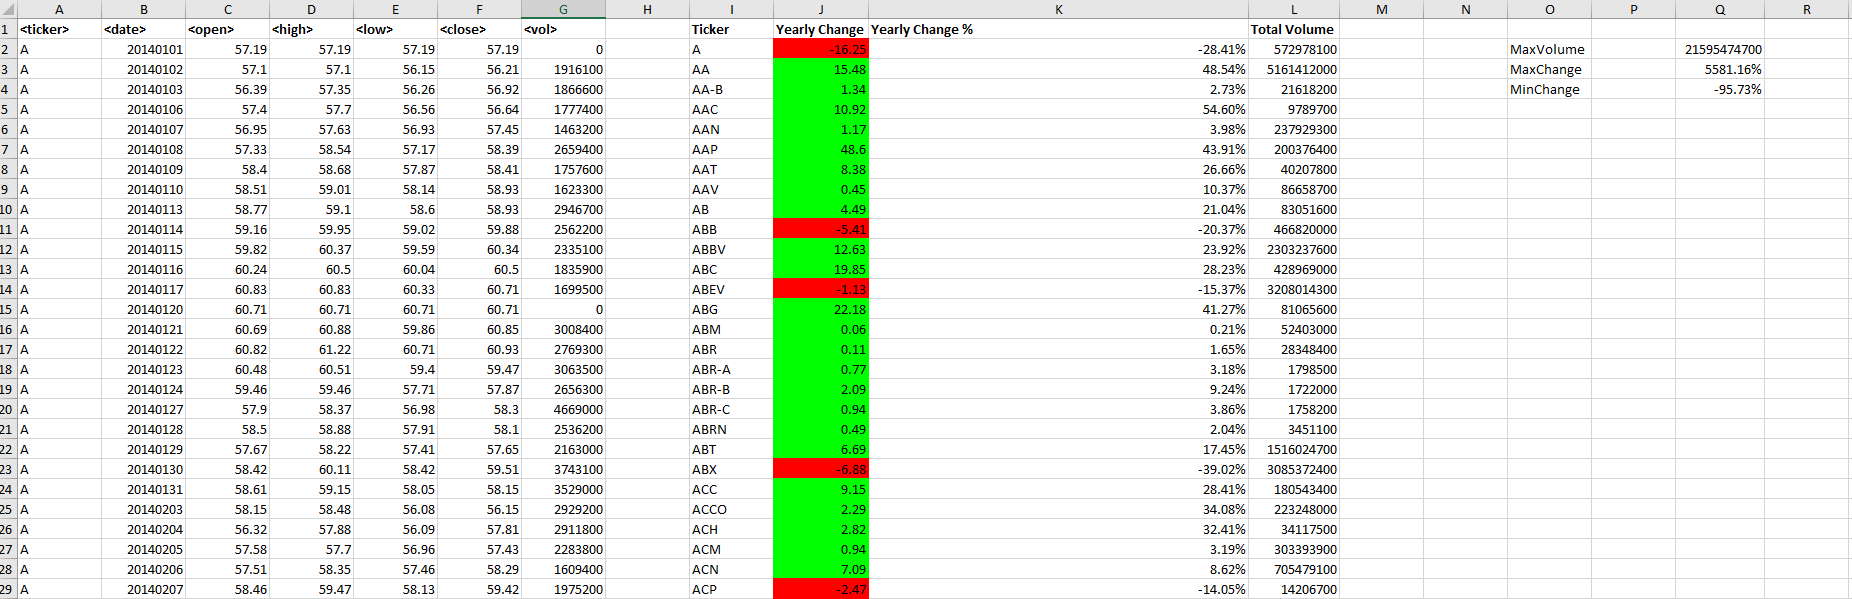 A B C D E F G H I J K L M N O P Q R
1 <ticker> <date> <open> <high> <low> <close> <vol> Ticker Yearly Change Yearly Change % Total Volume
2 A 20140101 57.19 57.19 57.19 57.19 0 A -16.25 -28.41% 572978100 MaxVolume 21595474700
3 A 20140102 57.1 57.1 56.15 56.21 1916100 AA 15.48 48.54% 5161412000 MaxChange 5581.16%
4 A 20140103 56.39 57.35 56.26 56.92 1866600 AA-B 1.34 2.73% 21618200 MinChange -95.73%
5 A 20140106 57.4 57.7 56.56 56.64 1777400 AAC 10.92 54.60% 9789700
6 A 20140107 56.95 57.63 56.93 57.45 1463200 AAN 1.17 3.98% 237929300
7 A 20140108 57.33 58.54 57.17 58.39 2659400 AAP 48.6 43.91% 200376400
8 A 20140109 58.4 58.68 57.87 58.41 1757600 AAT 8.38 26.66% 40207800
9 A 20140110 58.51 59.01 58.14 58.93 1623300 AAV 0.45 10.37% 86658700
10 A 20140113 58.77 59.1 58.6 58.93 2946700 AB 4.49 21.04% 83051600
11 A 20140114 59.16 59.95 59.02 59.88 2562200 ABB -5.41 -20.37% 466820000
12 A 20140115 59.82 60.37 59.59 60.34 2335100 ABBV 12.63 23.92% 2303237600
13 A 20140116 60.24 60.5 60.04 60.5 1835900 ABC 19.85 28.23% 428969000
14 A 20140117 60.83 60.83 60.33 60.71 1699500 ABEV -1.13 -15.37% 3208014300
15 A 20140120 60.71 60.71 60.71 60.71 0 ABG 22.18 41.27% 81065600
16 A 20140121 60.69 60.88 59.86 60.85 3008400 ABM 0.06 0.21% 52403000
17 A 20140122 60.82 61.22 60.71 60.93 2769300 ABR 0.11 1.65% 28348400
18 A 20140123 60.48 60.51 59.4 59.47 3063500 ABR-A 0.77 3.18% 1798500
19 A 20140124 59.46 59.46 57.71 57.87 2656300 ABR-B 2.09 9.24% 1722000
20 A 20140127 57.9 58.37 56.98 58.3 4669000 ABR-C 0.94 3.86% 1758200
21 A 20140128 58.5 58.88 57.91 58.1 2536200 ABRN 0.49 2.04% 3451100
22 A 20140129 57.67 58.22 57.41 57.65 2163000 ABT 6.69 17.45% 1516024700
23 A 20140130 58.42 60.11 58.42 59.51 3743100 ABX -6.88 -39.02% 3085372400
24 A 20140131 58.61 59.15 58.05 58.15 3529000 ACC 9.15 28.41% 180543400
25 A 20140203 58.15 58.48 56.08 56.15 2929200 ACCO 2.29 34.08% 223248000
26 A 20140204 56.32 57.88 56.09 57.81 2911800 ACH 2.82 32.41% 34117500
27 A 20140205 57.58 57.7 56.96 57.43 2283800 ACM 0.94 3.19% 303393900
28 A 20140206 57.51 58.35 57.46 58.29 1609400 ACN 7.09 8.62% 705479100
29 A 20140207 58.46 59.47 58.13 59.42 1975200 ACP -2.47 -14.05% 14206700